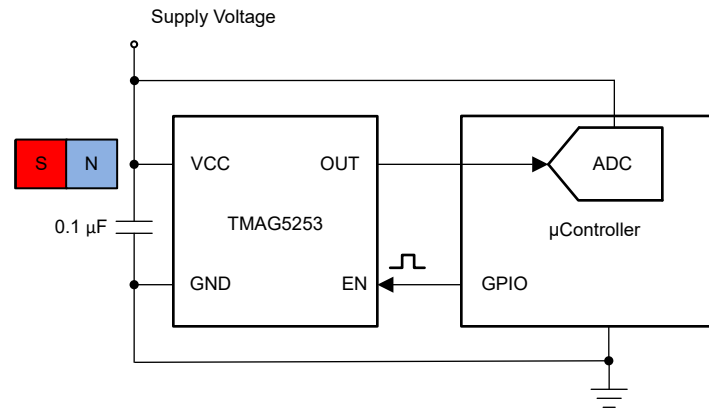 Supply Voltage
S N
VCC OUT
ADC
0.1 µF
TMAG5253
µController
GND EN
GPIO